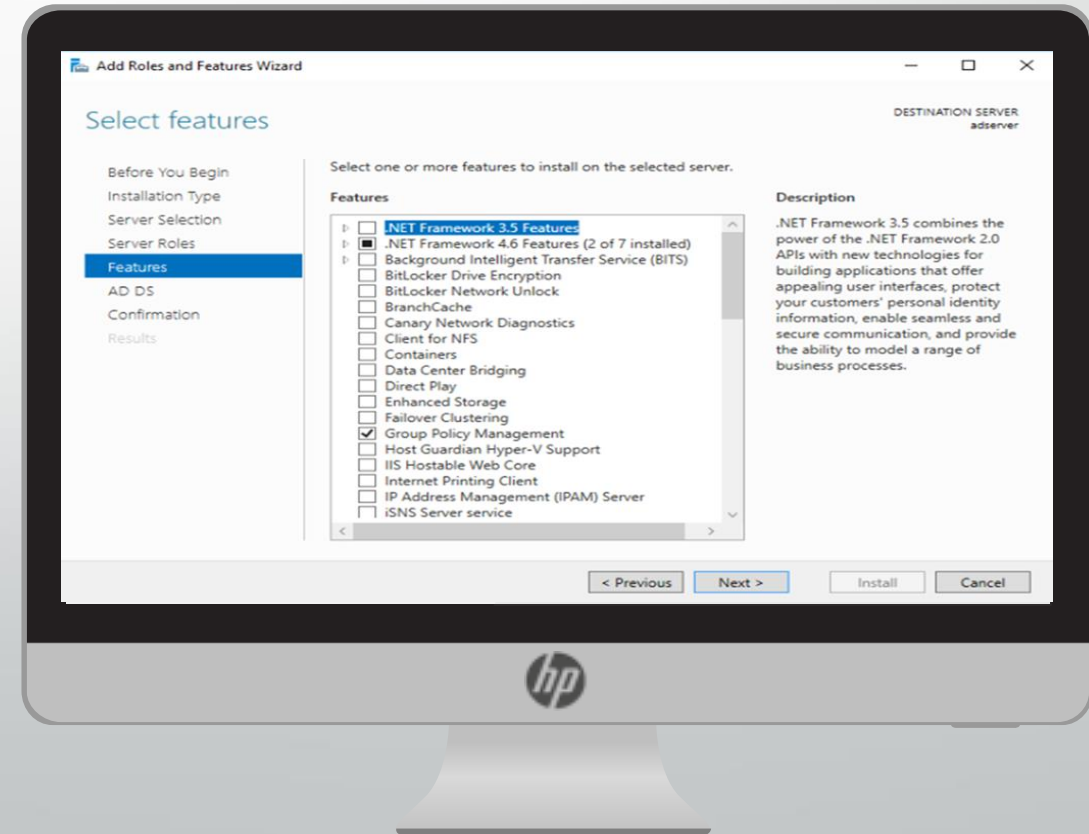 Add Roles and Features Wizard
Select features
DESTINATION SERVER
adserver
Before You Begin
Installation Type
Server Selection
Server Roles
Features
AD DS
Confirmation
Results
Select one or more features to install on the selected server.
Features
.NET Framework 3.5 Features
.NET Framework 4.6 Features (2 of 7 installed)
Background Intelligent Transfer Service (BITS)
BitLocker Drive Encryption
BitLocker Network Unlock
BranchCache
Canary Network Diagnostics
Client for NFS
Containers
Data Center Bridging
Direct Play
Enhanced Storage
Failover Clustering
Group Policy Management
Host Guardian Hyper-V Support
IIS Hostable Web Core
Internet Printing Client
IP Address Management (IPAM) Server
iSNS Server service
Description
.NET Framework 3.5 combines the
power of the .NET Framework 2.0
APIs with new technologies for
building applications that offer
appealing user interfaces, protect
your customers' personal identity
information, enable seamless and
secure communication, and provide
the ability to model a range of
business processes.
< Previous
Next >
Install
Cancel
hp